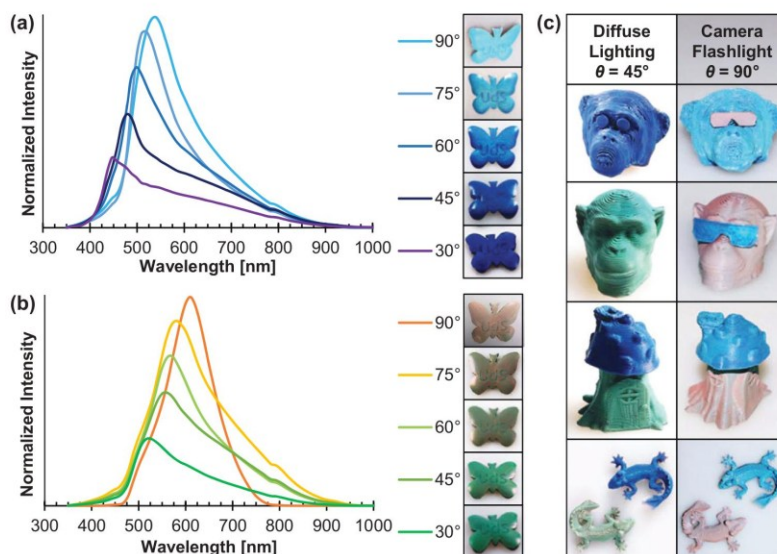 (a)
Normalized Intensity
300 400 500 600 700 800 900 1000
Wavelength [nm]
90°
75°
60°
45°
30°
UdS
UdS
(b)
Normalized Intensity
300 400 500 600 700 800 900 1000
Wavelength [nm]
90°
75°
60°
45°
30°
(c)
Diffuse
Lighting
θ = 45°
Camera
Flashlight
θ = 90°